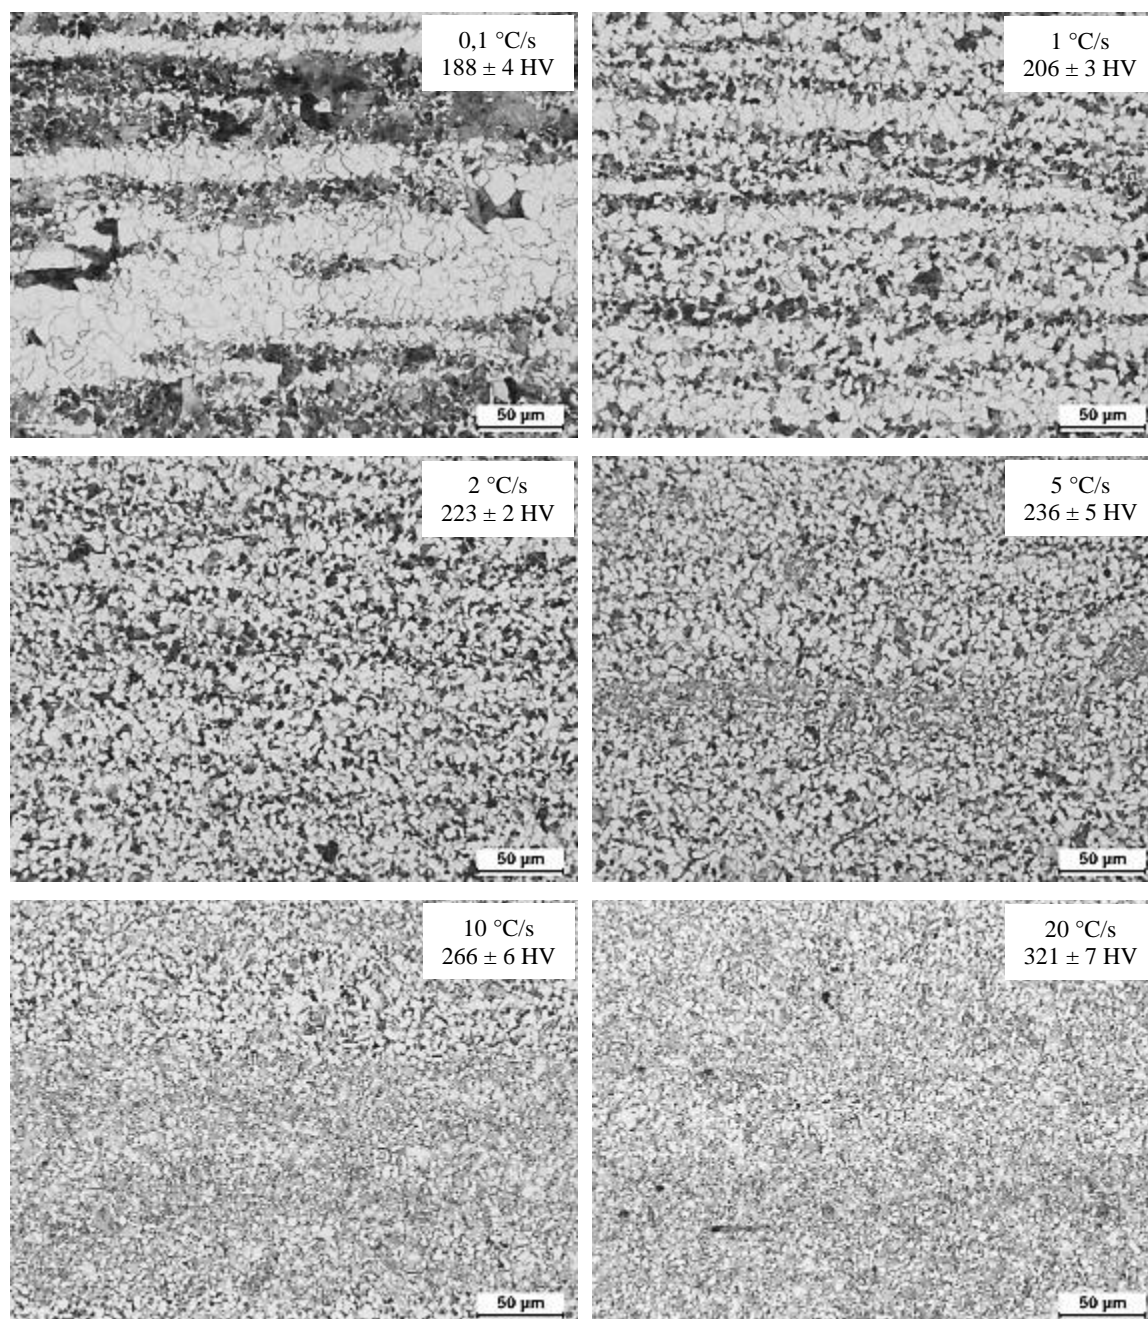 0,1 °C/s
188 ± 4 HV
50 µm
1 °C/s
206 ± 3 HV
50 µm
2 °C/s
223 ± 2 HV
50 µm
5 °C/s
236 ± 5 HV
50 µm
10 °C/s
266 ± 6 HV
50 µm
20 °C/s
321 ± 7 HV
50 µm